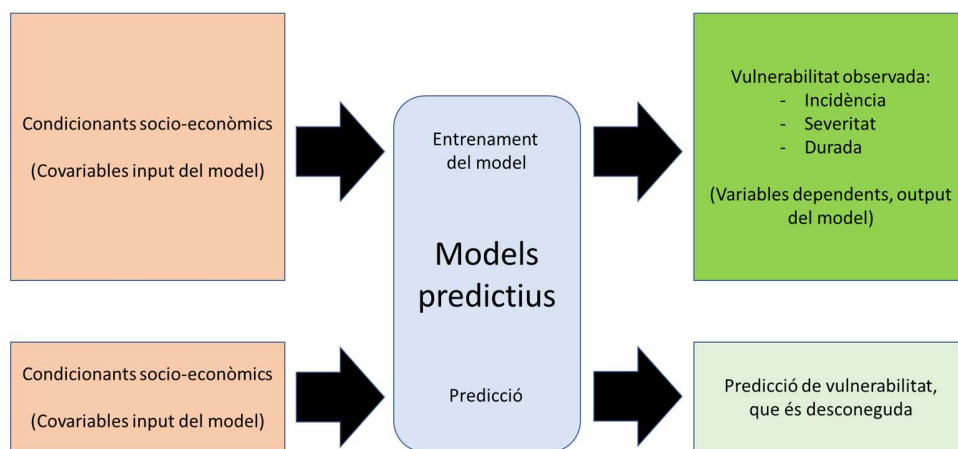 Condicionants socio-econòmics
(Covariables input del model)
Entrenament
del model
Vulnerabilitat observada:
- Incidència
- Severitat
- Durada
(Variables dependents, output
del model)
Models
predictius
Condicionants socio-econòmics
(Covariables input del model)
Predicció
Predicció de vulnerabilitat,
que és desconeguda